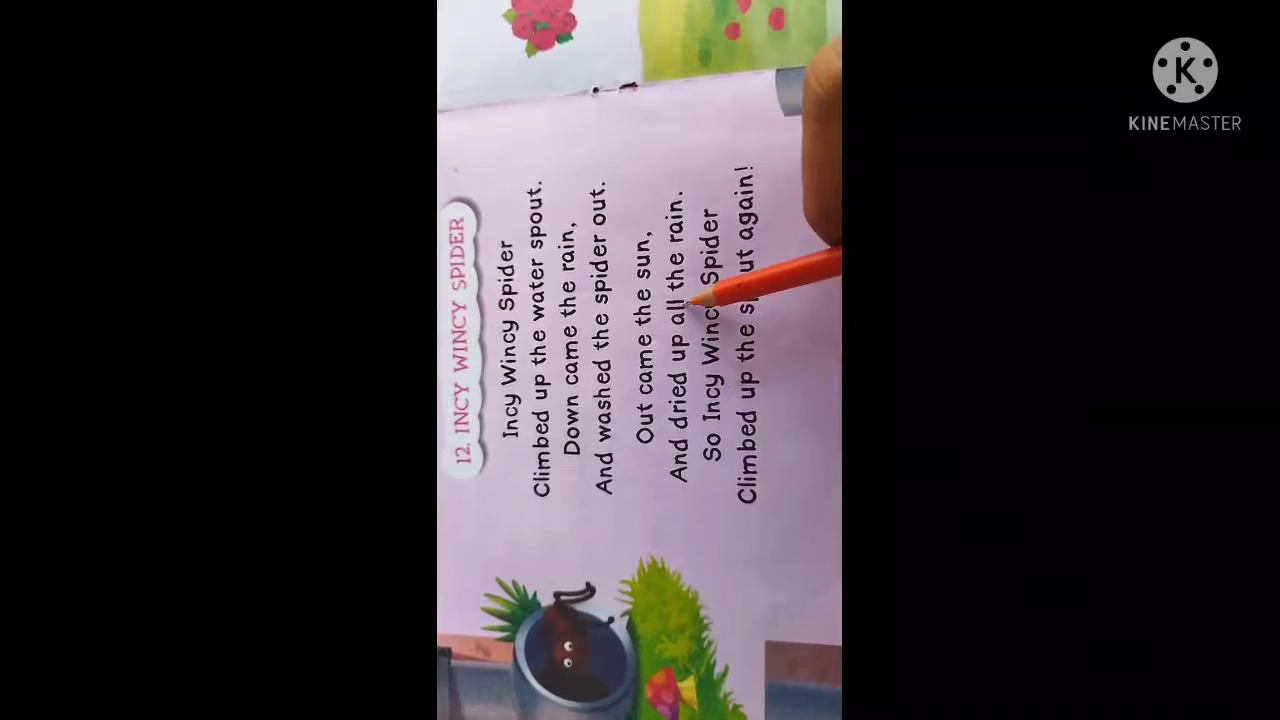 12. INCY WINCY SPIDER
Incy Wincy Spider
Climbed up the water spout.
Down came the rain,
And washed the spider out.
Out came the sun,
And dried up all the rain.
So Incy Wincy Spider
Climbed up the spout again!
K
KINEMASTER